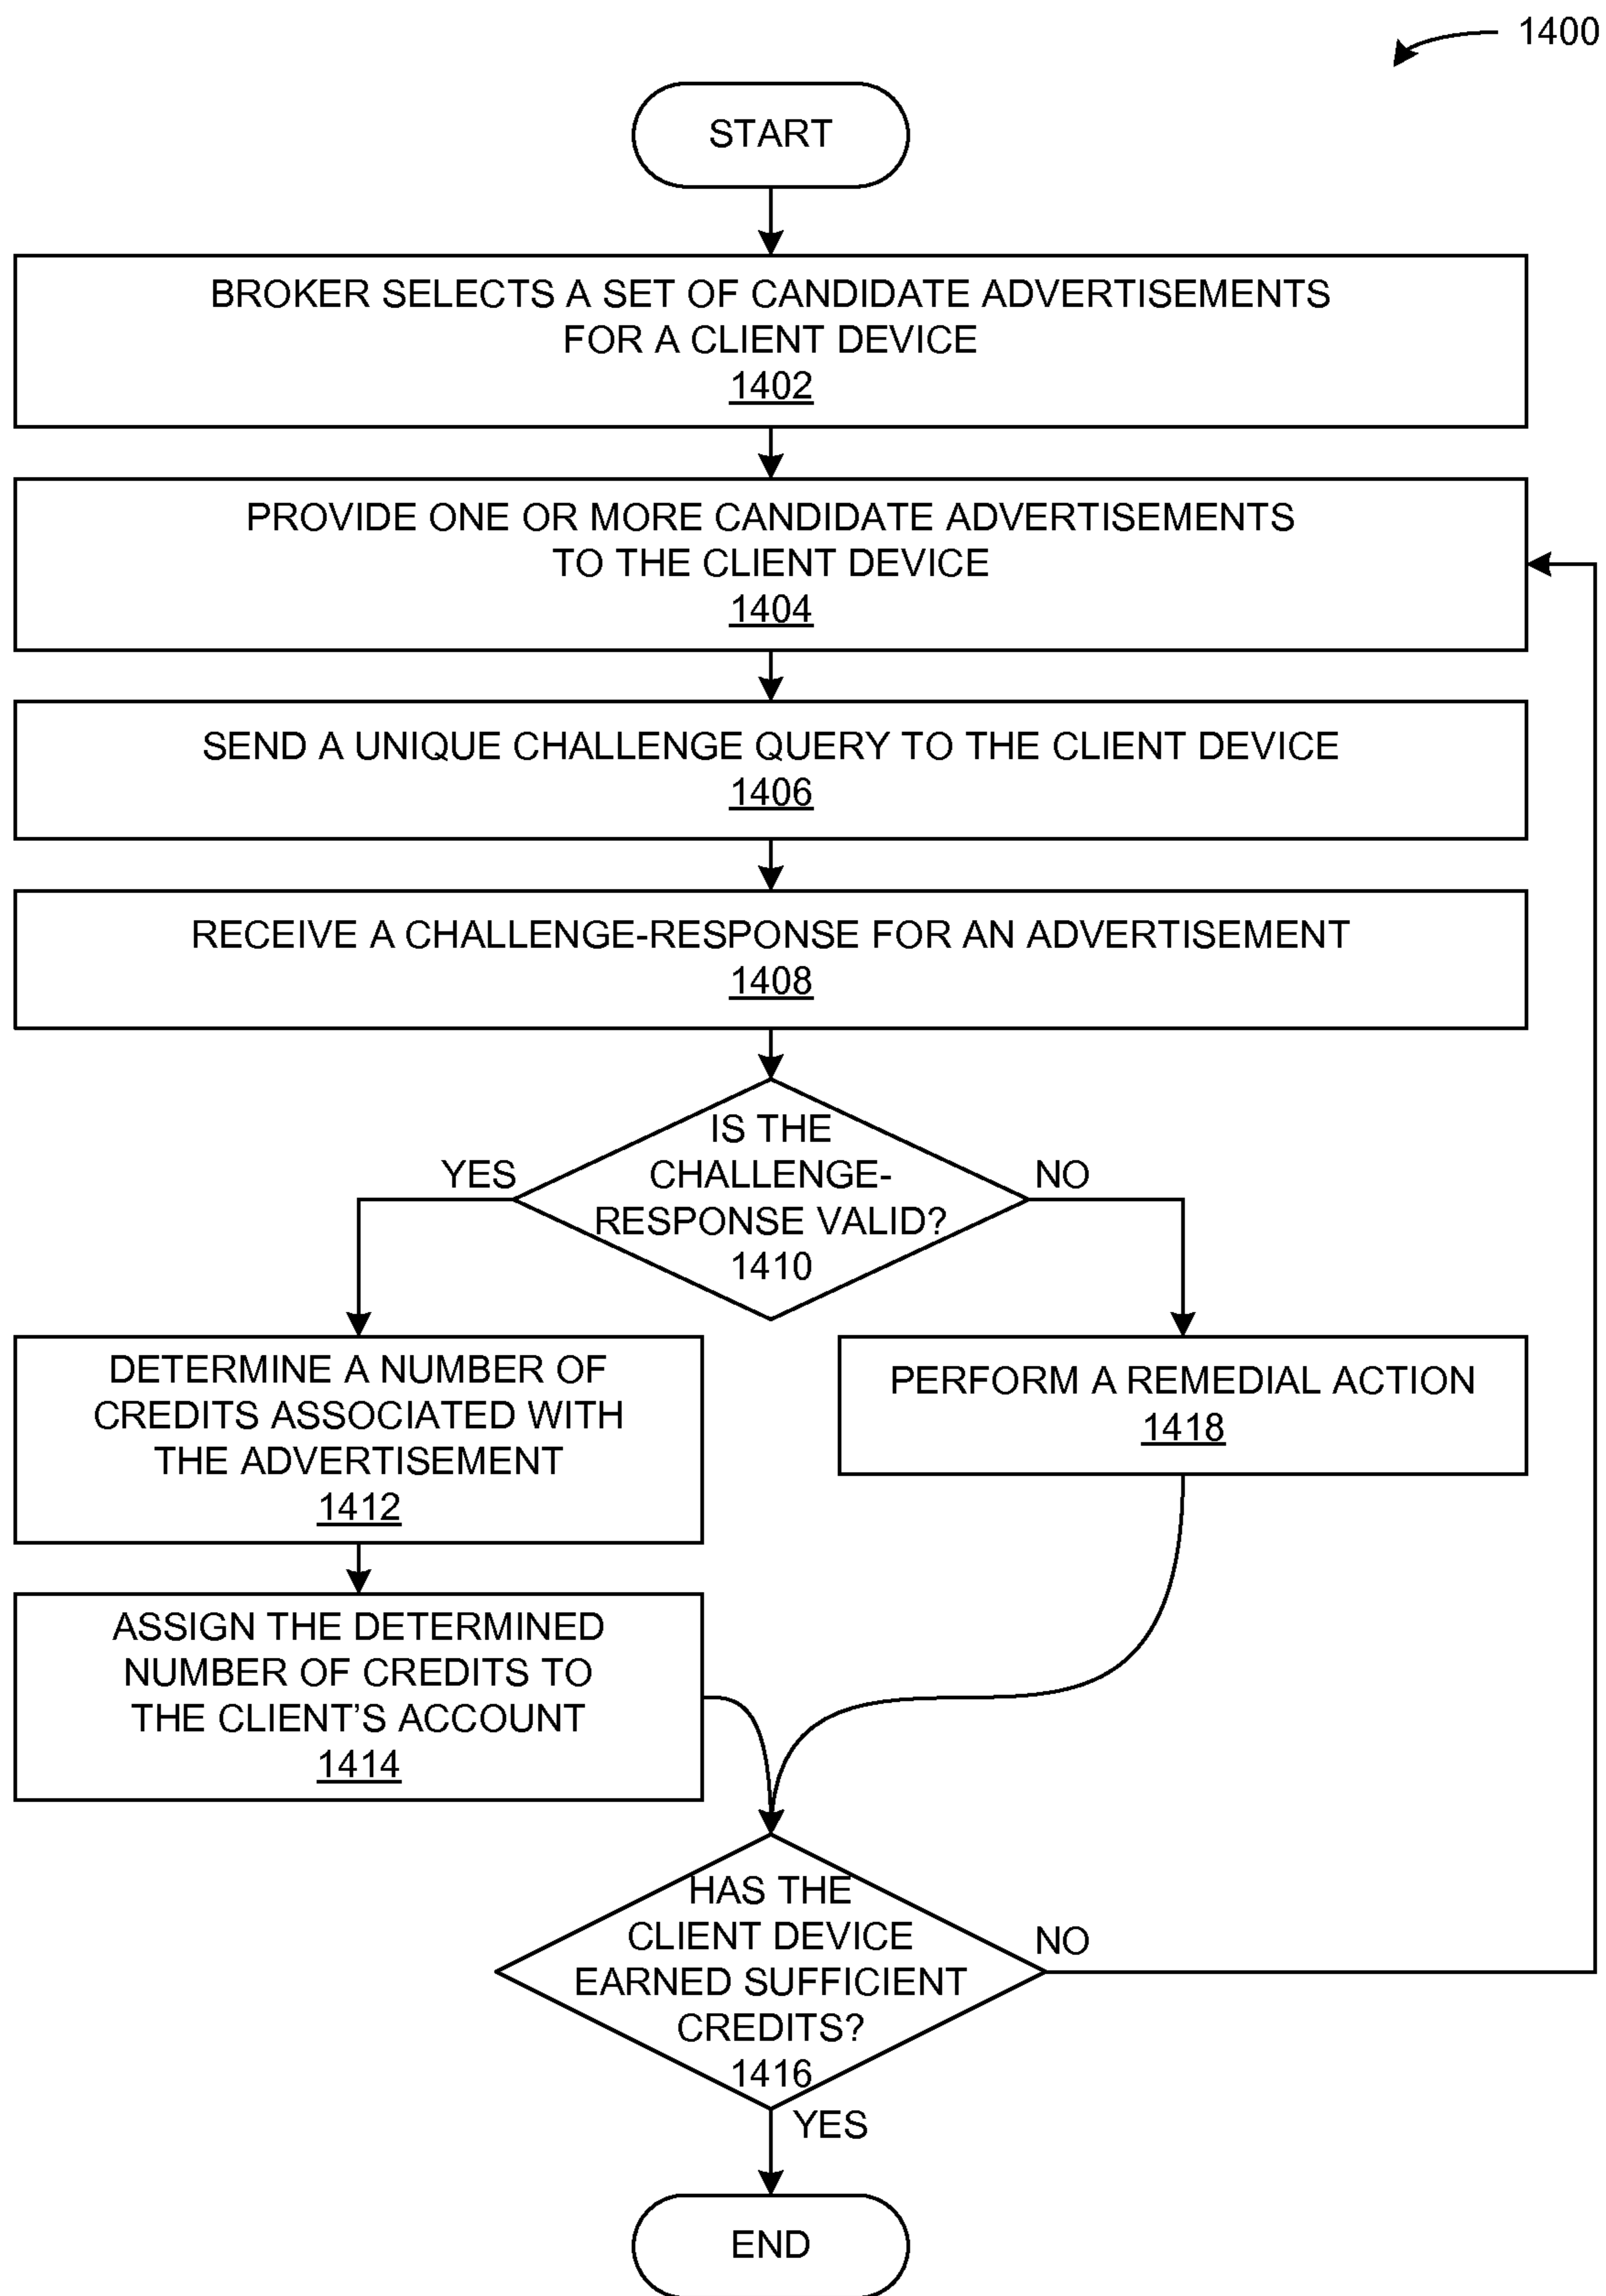 1400
START
BROKER SELECTS A SET OF CANDIDATE ADVERTISEMENTS
FOR A CLIENT DEVICE
1402
PROVIDE ONE OR MORE CANDIDATE ADVERTISEMENTS
TO THE CLIENT DEVICE
1404
SEND A UNIQUE CHALLENGE QUERY TO THE CLIENT DEVICE
1406
RECEIVE A CHALLENGE-RESPONSE FOR AN ADVERTISEMENT
1408
IS THE
CHALLENGE-
RESPONSE VALID?
1410
YES
NO
DETERMINE A NUMBER OF
CREDITS ASSOCIATED WITH
THE ADVERTISEMENT
1412
PERFORM A REMEDIAL ACTION
1418
ASSIGN THE DETERMINED
NUMBER OF CREDITS TO
THE CLIENT’S ACCOUNT
1414
HAS THE
CLIENT DEVICE
EARNED SUFFICIENT
CREDITS?
1416
NO
YES
END